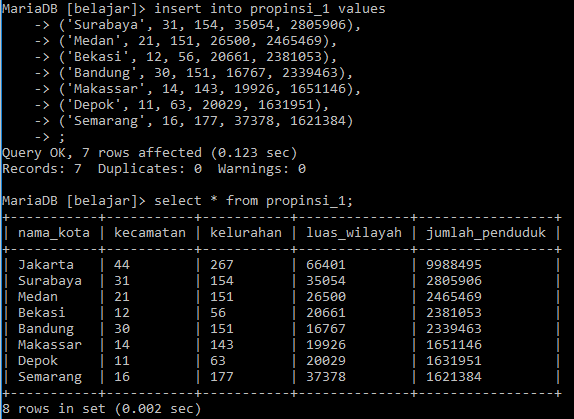 MariaDB [belajar]> insert into propinsi_1 values
    -> ('Surabaya', 31, 154, 35054, 2805906),
    -> ('Medan', 21, 151, 26500, 2465469),
    -> ('Bekasi', 12, 56, 20661, 2381053),
    -> ('Bandung', 30, 151, 16767, 2339463),
    -> ('Makassar', 14, 143, 19926, 1651146),
    -> ('Depok', 11, 63, 20029, 1631951),
    -> ('Semarang', 16, 177, 37378, 1621384)
    -> ;
Query OK, 7 rows affected (0.123 sec)
Records: 7  Duplicates: 0  Warnings: 0

MariaDB [belajar]> select * from propinsi_1;
+-----------+-----------+-----------+--------------+-----------------+
| nama_kota | kecamatan | kelurahan | luas_wilayah | jumlah_penduduk |
+-----------+-----------+-----------+--------------+-----------------+
| Jakarta   | 44        | 267       | 66401        | 9988495         |
| Surabaya  | 31        | 154       | 35054        | 2805906         |
| Medan     | 21        | 151       | 26500        | 2465469         |
| Bekasi    | 12        | 56        | 20661        | 2381053         |
| Bandung   | 30        | 151       | 16767        | 2339463         |
| Makassar  | 14        | 143       | 19926        | 1651146         |
| Depok     | 11        | 63        | 20029        | 1631951         |
| Semarang  | 16        | 177       | 37378        | 1621384         |
+-----------+-----------+-----------+--------------+-----------------+
8 rows in set (0.002 sec)